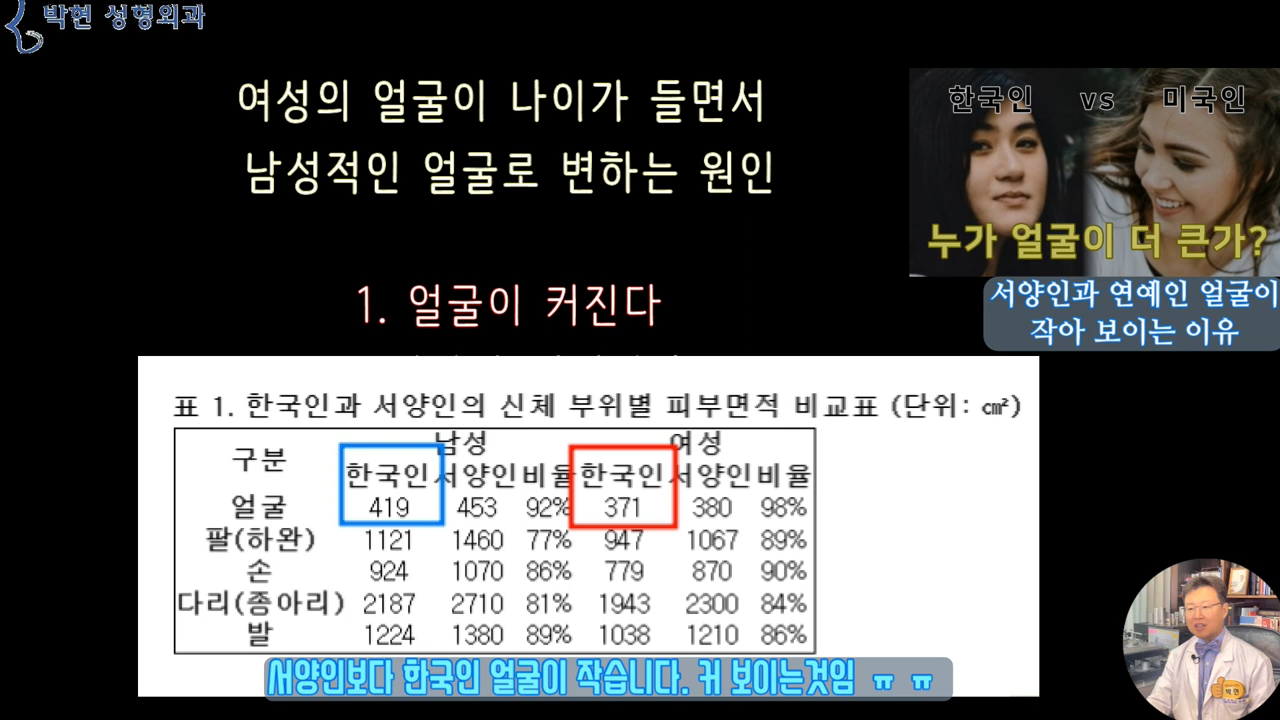 박현 성형외과
여성의 얼굴이 나이가 들면서
남성적인 얼굴로 변하는 원인
1. 얼굴이 커진다
한국인 vs 미국인
누가 얼굴이 더 큰가?
서양인과 연예인 얼굴이
작아 보이는 이유
표 1. 한국인과 서양인의 신체 부위별 피부면적 비교표 (단위: ㎠)
구분 남성 여성
한국인 서양인 비율 한국인 서양인 비율
얼굴 419 453 92% 371 380 98%
팔(하완) 1121 1460 77% 947 1067 89%
손 924 1070 86% 779 870 90%
다리(종아리) 2187 2710 81% 1943 2300 84%
발 1224 1380 89% 1038 1210 86%
서양인보다 한국인 얼굴이 작습니다. 커 보이는것임 ㅠ ㅠ
박현